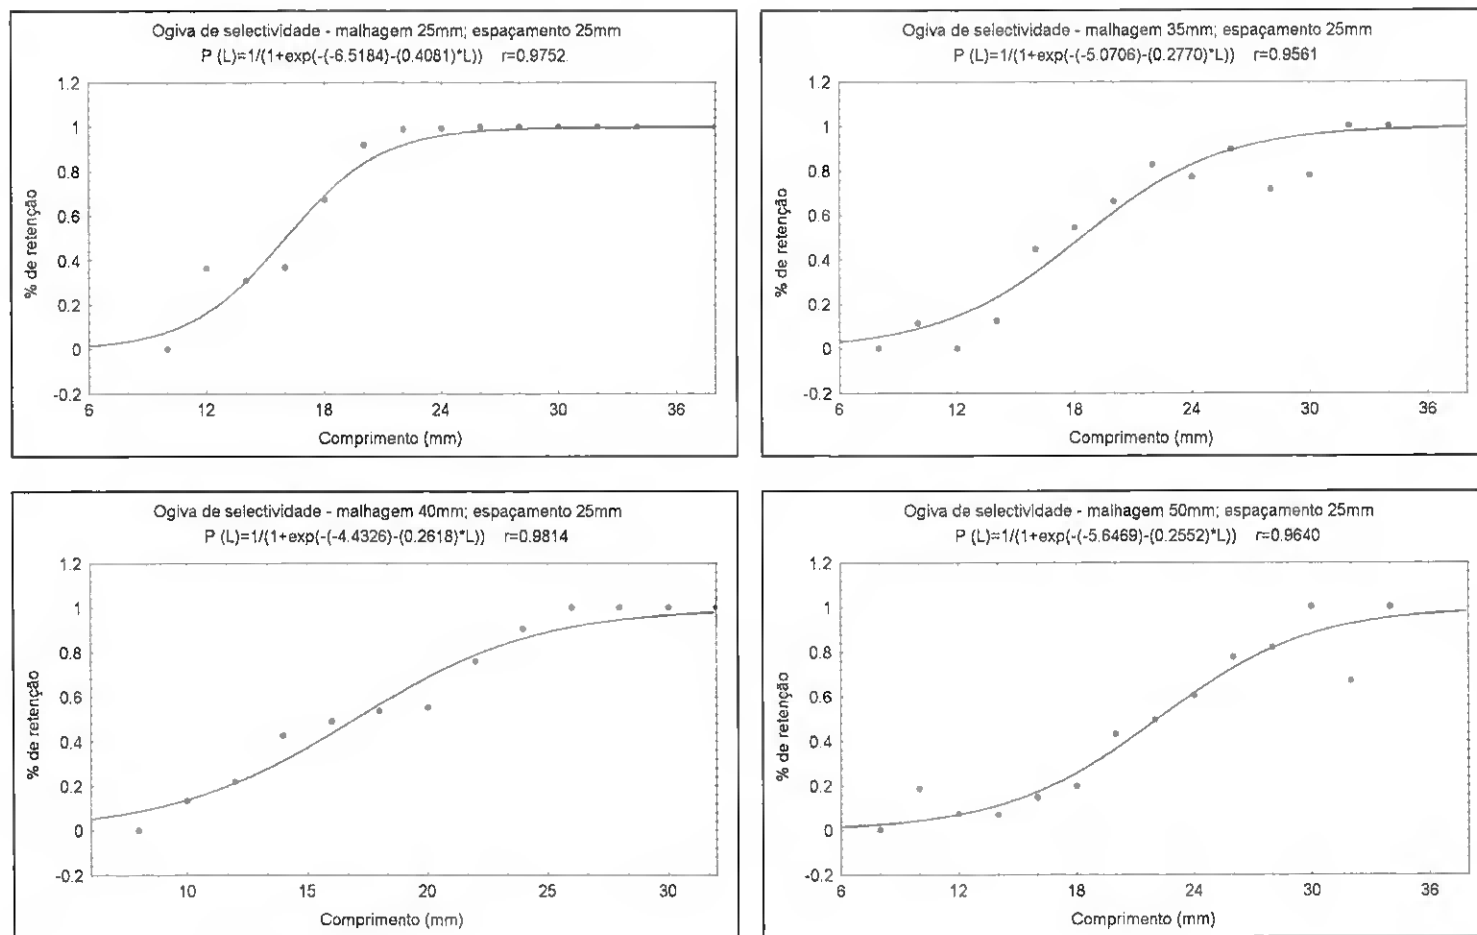 Ogiva de selectividade - malhagem 25mm; espaçamento 25mm
P (L)=1/(1+exp(-(-6.5184)-(0.4081)*L)) r=0.9752
1.2
1
0.8
0.6
0.4
0.2
0
-0.2
% de retenção
6 12 18 24 30 36
Comprimento (mm)
Ogiva de selectividade - malhagem 35mm; espaçamento 25mm
P (L)=1/(1+exp(-(-5.0706)-(0.2770)*L)) r=0.9561
1.2
1
0.8
0.6
0.4
0.2
0
-0.2
% de retenção
6 12 18 24 30 36
Comprimento (mm)
Ogiva de selectividade - malhagem 40mm; espaçamento 25mm
P (L)=1/(1+exp(-(-4.4326)-(0.2618)*L)) r=0.9814
1.2
1
0.8
0.6
0.4
0.2
0
-0.2
% de retenção
10 15 20 25 30
Comprimento (mm)
Ogiva de selectividade - malhagem 50mm; espaçamento 25mm
P (L)=1/(1+exp(-(-5.6469)-(0.2552)*L)) r=0.9640
1.2
1
0.8
0.6
0.4
0.2
0
-0.2
% de retenção
6 12 18 24 30 36
Comprimento (mm)